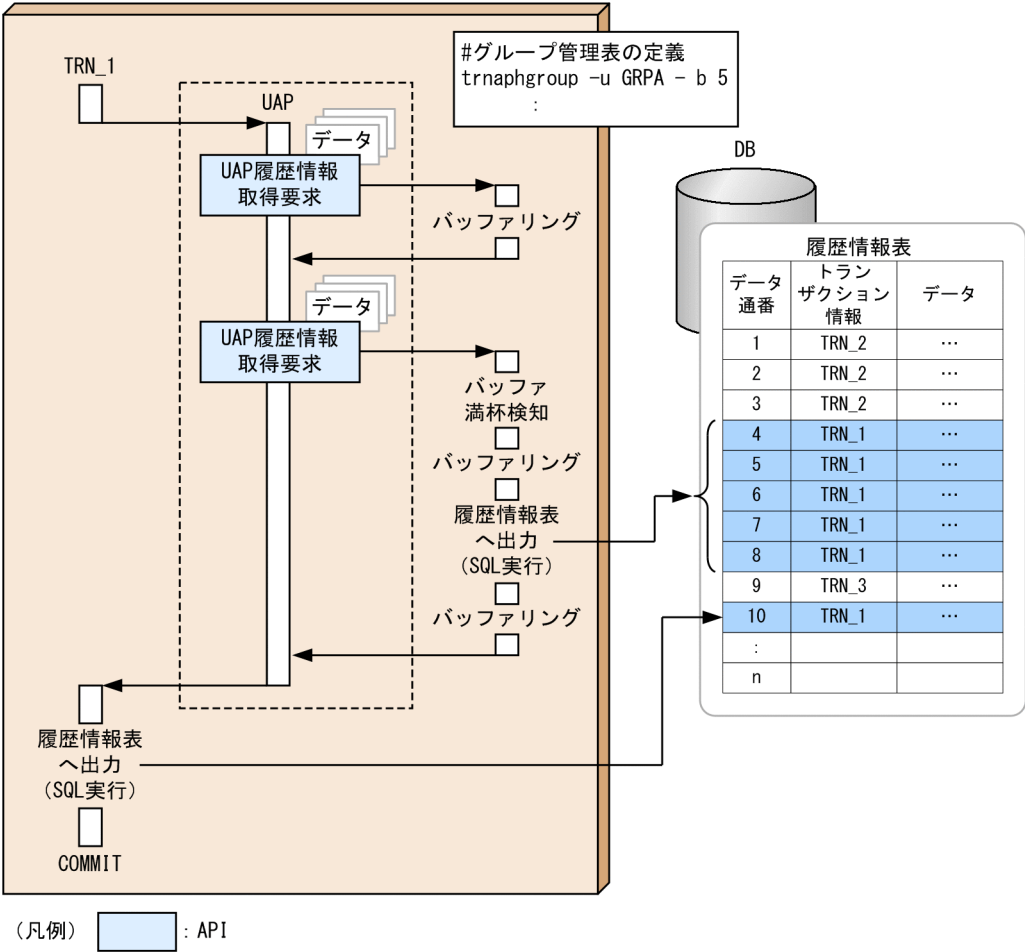 #グループ管理表の定義
trnaphgroup -u GRPA - b 5
:
TRN_1
UAP
データ
UAP履歴情報
取得要求
バッファリング
データ
UAP履歴情報
取得要求
バッファ
満杯検知
バッファリング
履歴情報表
へ出力
(SQL実行)
バッファリング
履歴情報表
へ出力
(SQL実行)
COMMIT
DB
履歴情報表
データ
通番
トラン
ザクション
情報
データ
1 TRN_2 …
2 TRN_2 …
3 TRN_2 …
4 TRN_1 …
5 TRN_1 …
6 TRN_1 …
7 TRN_1 …
8 TRN_1 …
9 TRN_3 …
10 TRN_1 …
:
n
(凡例) : API